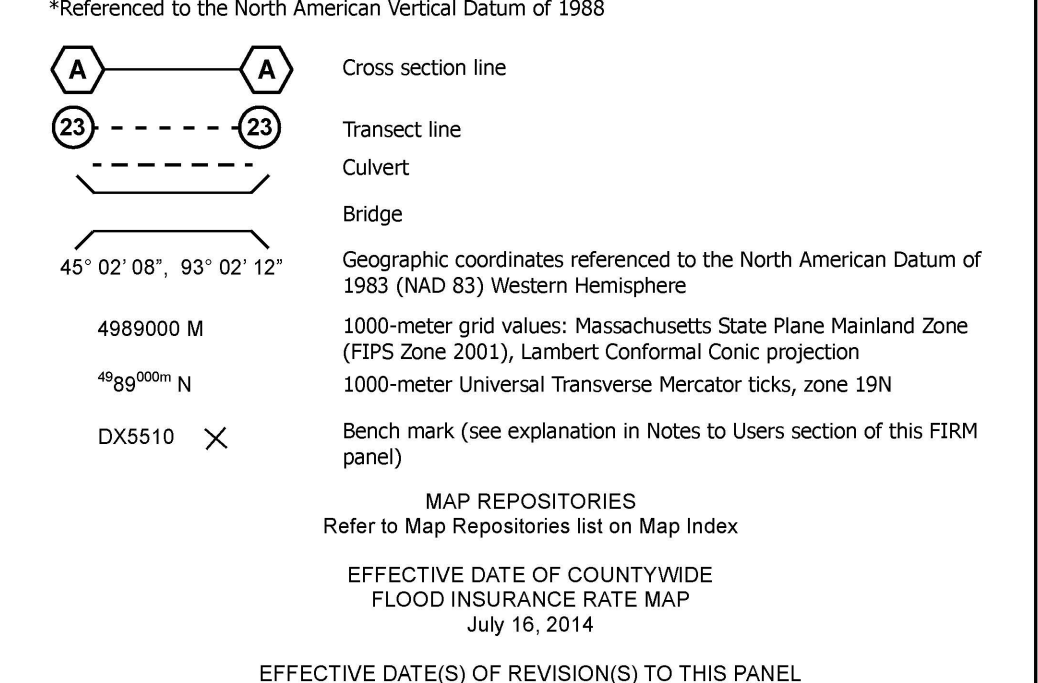 *Referenced to the North American Vertical Datum of 1988
A A Cross section line
23 23 Transect line
Culvert
Bridge
45° 02' 08”, 93° 02' 12” Geographic coordinates referenced to the North American Datum of
1983 (NAD 83) Western Hemisphere
4989000 M 1000-meter grid values: Massachusetts State Plane Mainland Zone
(FIPS Zone 2001), Lambert Conformal Conic projection
4989000m N 1000-meter Universal Transverse Mercator ticks, zone 19N
DX5510 Bench mark (see explanation in Notes to Users section of this FIRM
panel)
MAP REPOSITORIES
Refer to Map Repositories list on Map Index
EFFECTIVE DATE OF COUNTYWIDE
FLOOD INSURANCE RATE MAP
July 16, 2014
EFFECTIVE DATE(S) OF REVISION(S) TO THIS PANEL